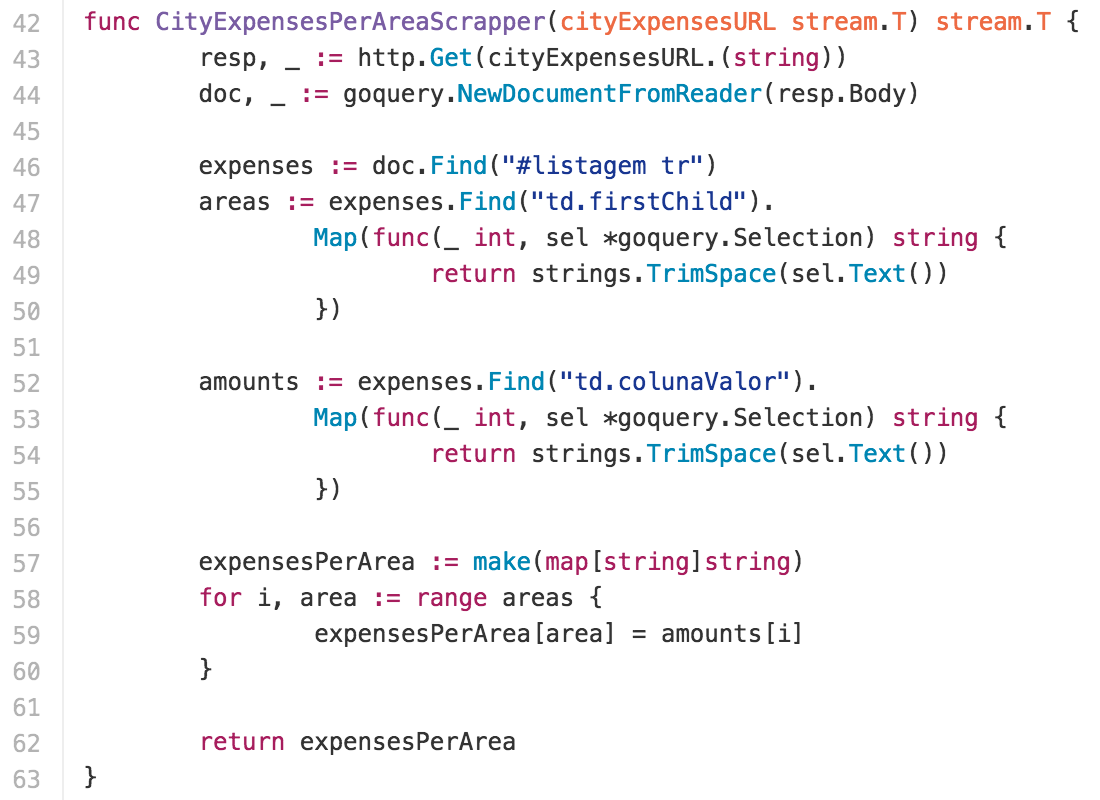 42 func CityExpensesPerAreaScrapper(cityExpensesURL stream.T) stream.T {
43 resp, _ := http.Get(cityExpensesURL.(string))
44 doc, _ := goquery.NewDocumentFromReader(resp.Body)
45
46 expenses := doc.Find("#listagem tr")
47 areas := expenses.Find("td.firstChild").
48 Map(func(_ int, sel *goquery.Selection) string {
49 return strings.TrimSpace(sel.Text())
50 })
51
52 amounts := expenses.Find("td.colunaValor").
53 Map(func(_ int, sel *goquery.Selection) string {
54 return strings.TrimSpace(sel.Text())
55 })
56
57 expensesPerArea := make(map[string]string)
58 for i, area := range areas {
59 expensesPerArea[area] = amounts[i]
60 }
61
62 return expensesPerArea
63 }